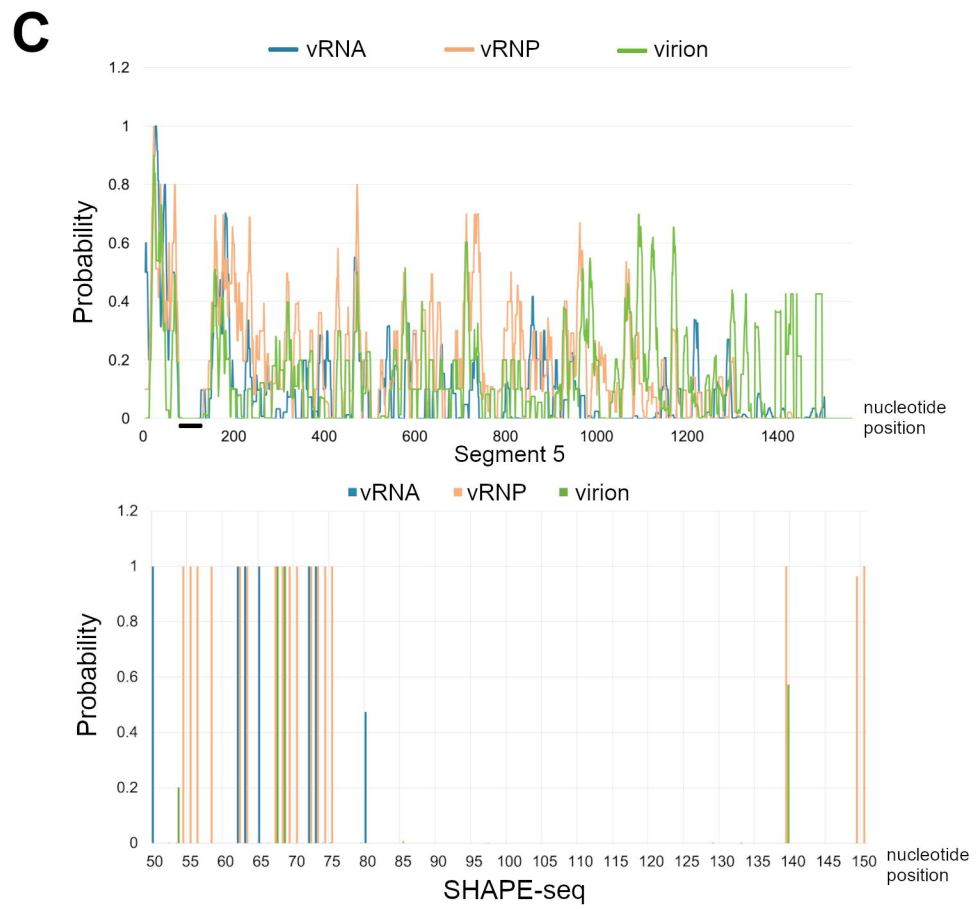 C
vRNA vRNP virion
1.2
1
0.8
0.6
0.4
0.2
0
Probability
0 200 400 600 800 1000 1200 1400
nucleotide
position
Segment 5
vRNA vRNP virion
1.2
1
0.8
0.6
0.4
0.2
0
Probability
50 55 60 65 70 75 80 85 90 95 100 105 110 115 120 125 130 135 140 145 150
nucleotide
position
SHAPE-seq